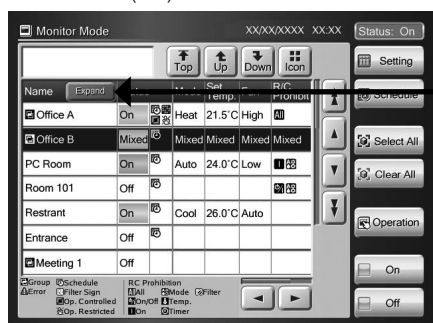 Monitor Mode XX/XX/XXXX XX:XX Status: On
Top Up Down Icon Setting
Name Expand Mode Set Temp. Fan R/C Prohibit
Schedule
Office A On Heat 21.5°C High All
Office B Mixed Mixed Mixed Mixed Mixed
Select All
PC Room On Auto 24.0°C Low
Clear All
Room 101 Off
Restrant On Cool 26.0°C Auto
Operation
Entrance Off
Meeting 1 Off
On
Group Schedule RC Prohibition
Error Filter Sign All Mode Filter
Op. Controlled On/Off Temp.
Op. Restricted On Timer
Off